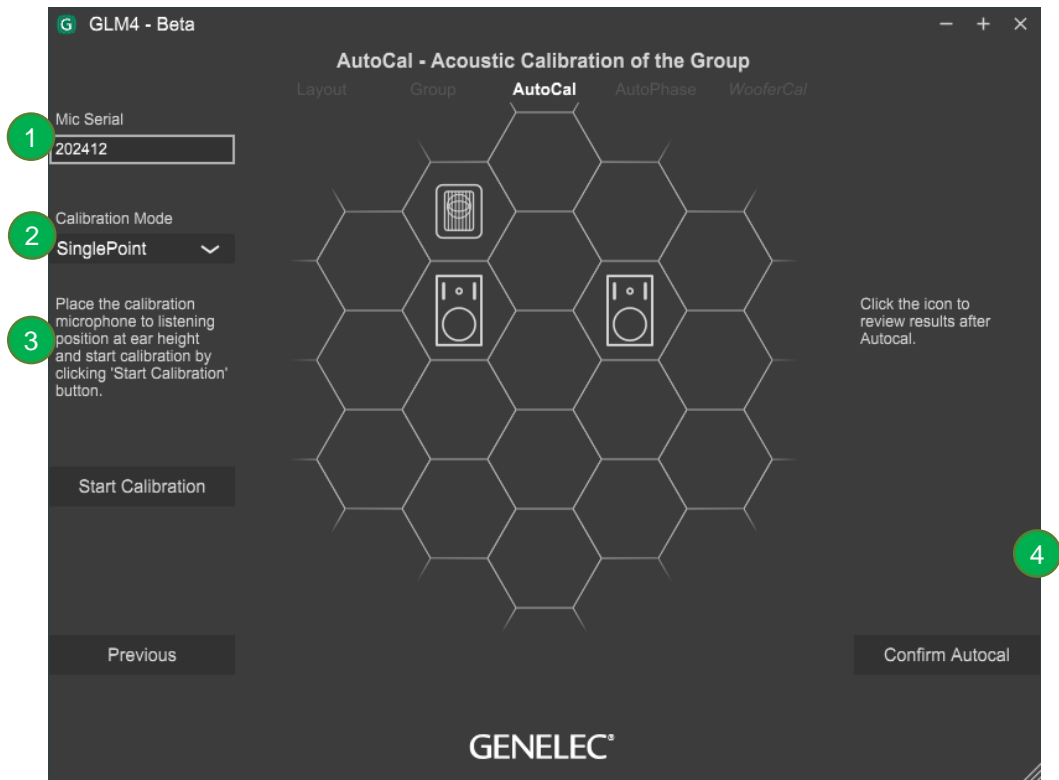 G GLM4 - Beta
AutoCal - Acoustic Calibration of the Group
Layout Group AutoCal AutoPhase WooferCal
1
Mic Serial
202412
2
Calibration Mode
SinglePoint
3
Place the calibration
microphone to listening
position at ear height
and start calibration by
clicking 'Start Calibration'
button.
Click the icon to
review results after
Autocal.
Start Calibration
4
Previous
Confirm Autocal
GENELEC®